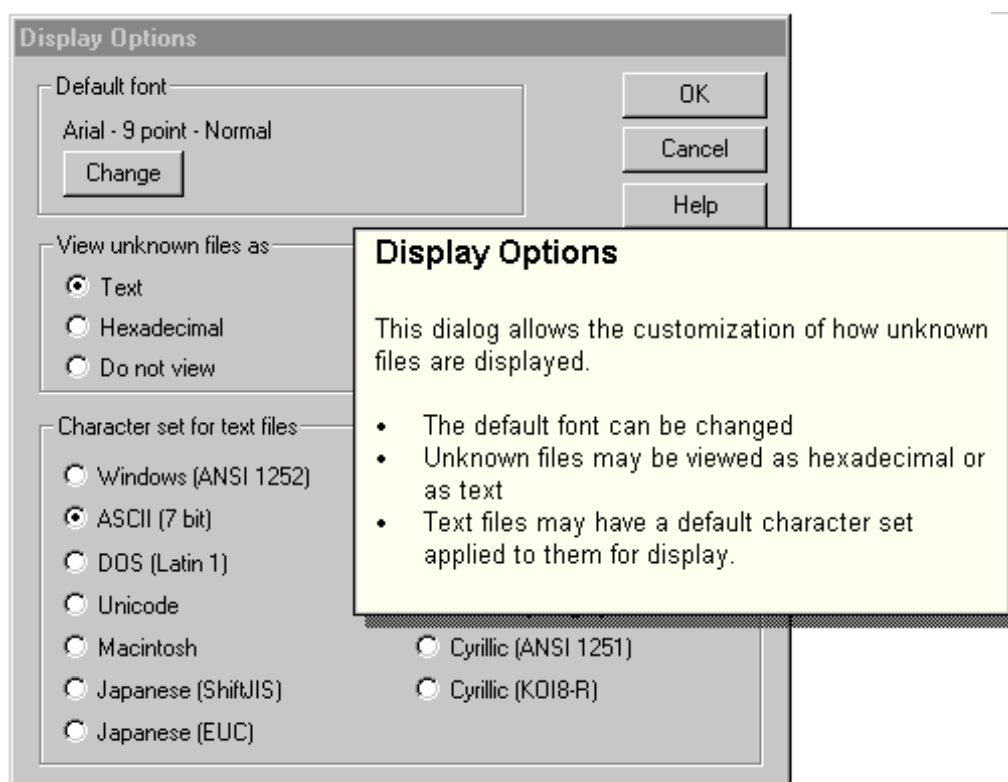 Display Options
Default font
Arial - 9 point - Normal
Change
OK
Cancel
Help
View unknown files as
Text
Hexadecimal
Do not view
Display Options
This dialog allows the customization of how unknown
files are displayed.
• The default font can be changed
• Unknown files may be viewed as hexadecimal or
as text
• Text files may have a default character set
applied to them for display.
Character set for text files
Windows (ANSI 1252)
ASCII (7 bit)
DOS (Latin 1)
Unicode
Macintosh
Japanese (ShiftJIS)
Japanese (EUC)
Cyrillic (ANSI 1251)
Cyrillic (KOI8-R)